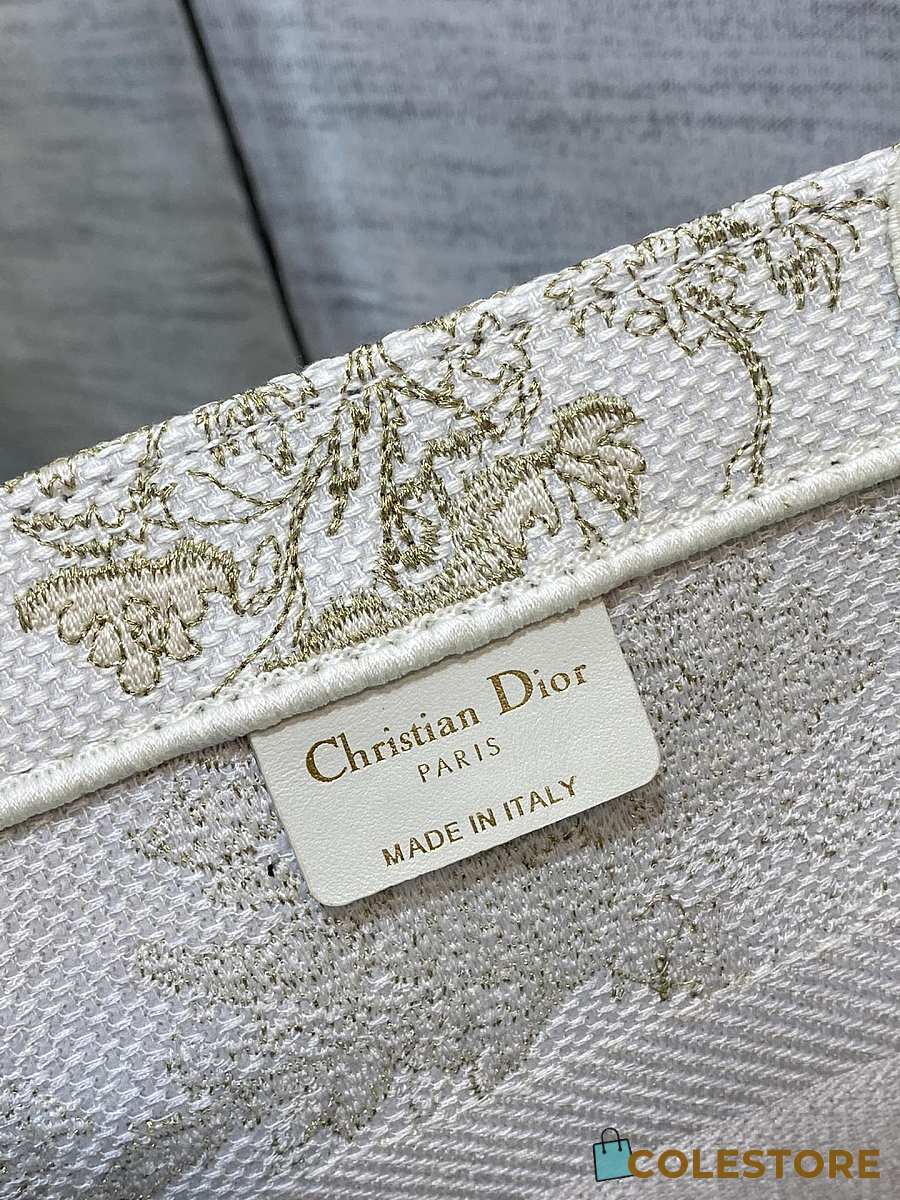 Christian Dior
PARIS
MADE IN ITALY
COLESTORE